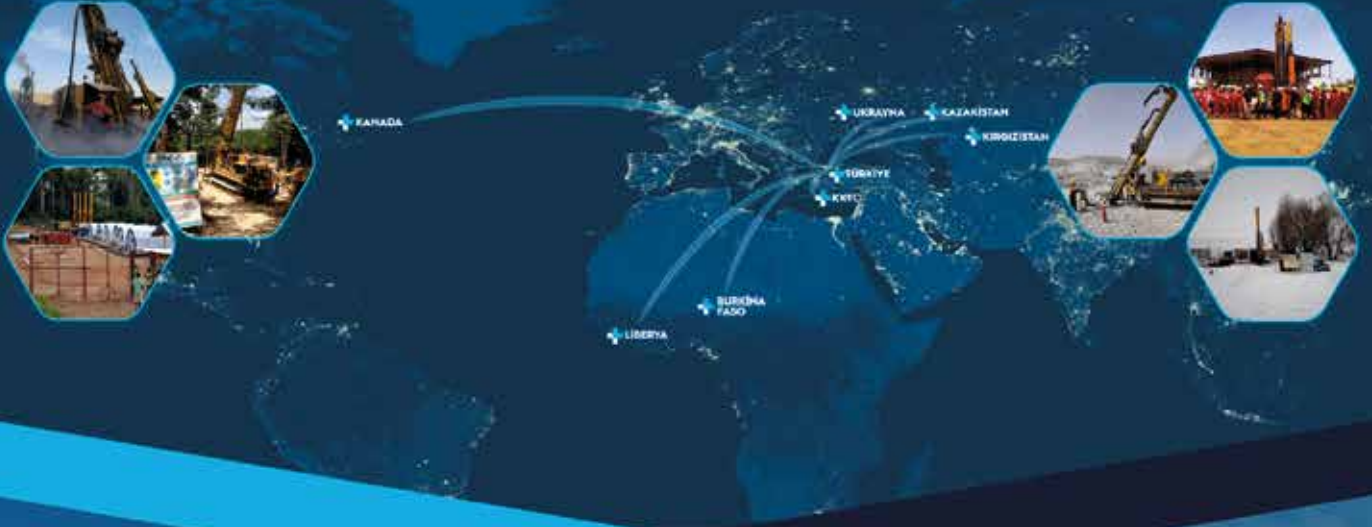 KANADA
UKRAYNA
KAZAKİSTAN
KIRGIZİSTAN
TÜRKİYE
KKTC
BURKİNA
FASO
LİBERYA